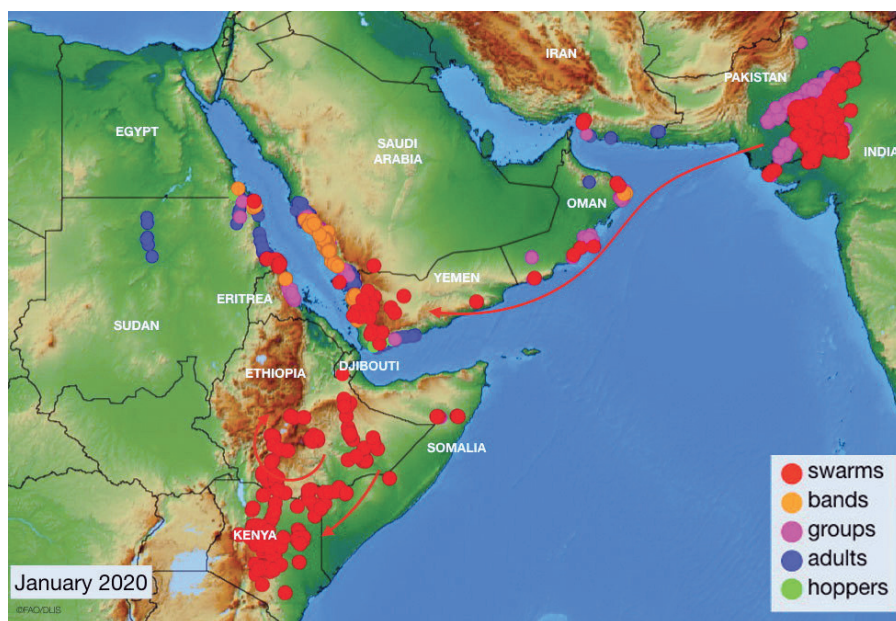 IRAN
PAKISTAN
EGYPT
SAUDI
ARABIA
INDIA
OMAN
YEMEN
ERITREA
SUDAN
DJIBOUTI
ETHIOPIA
SOMALIA
KENYA
swarms
bands
groups
adults
hoppers
January 2020
©FAO/DLIS